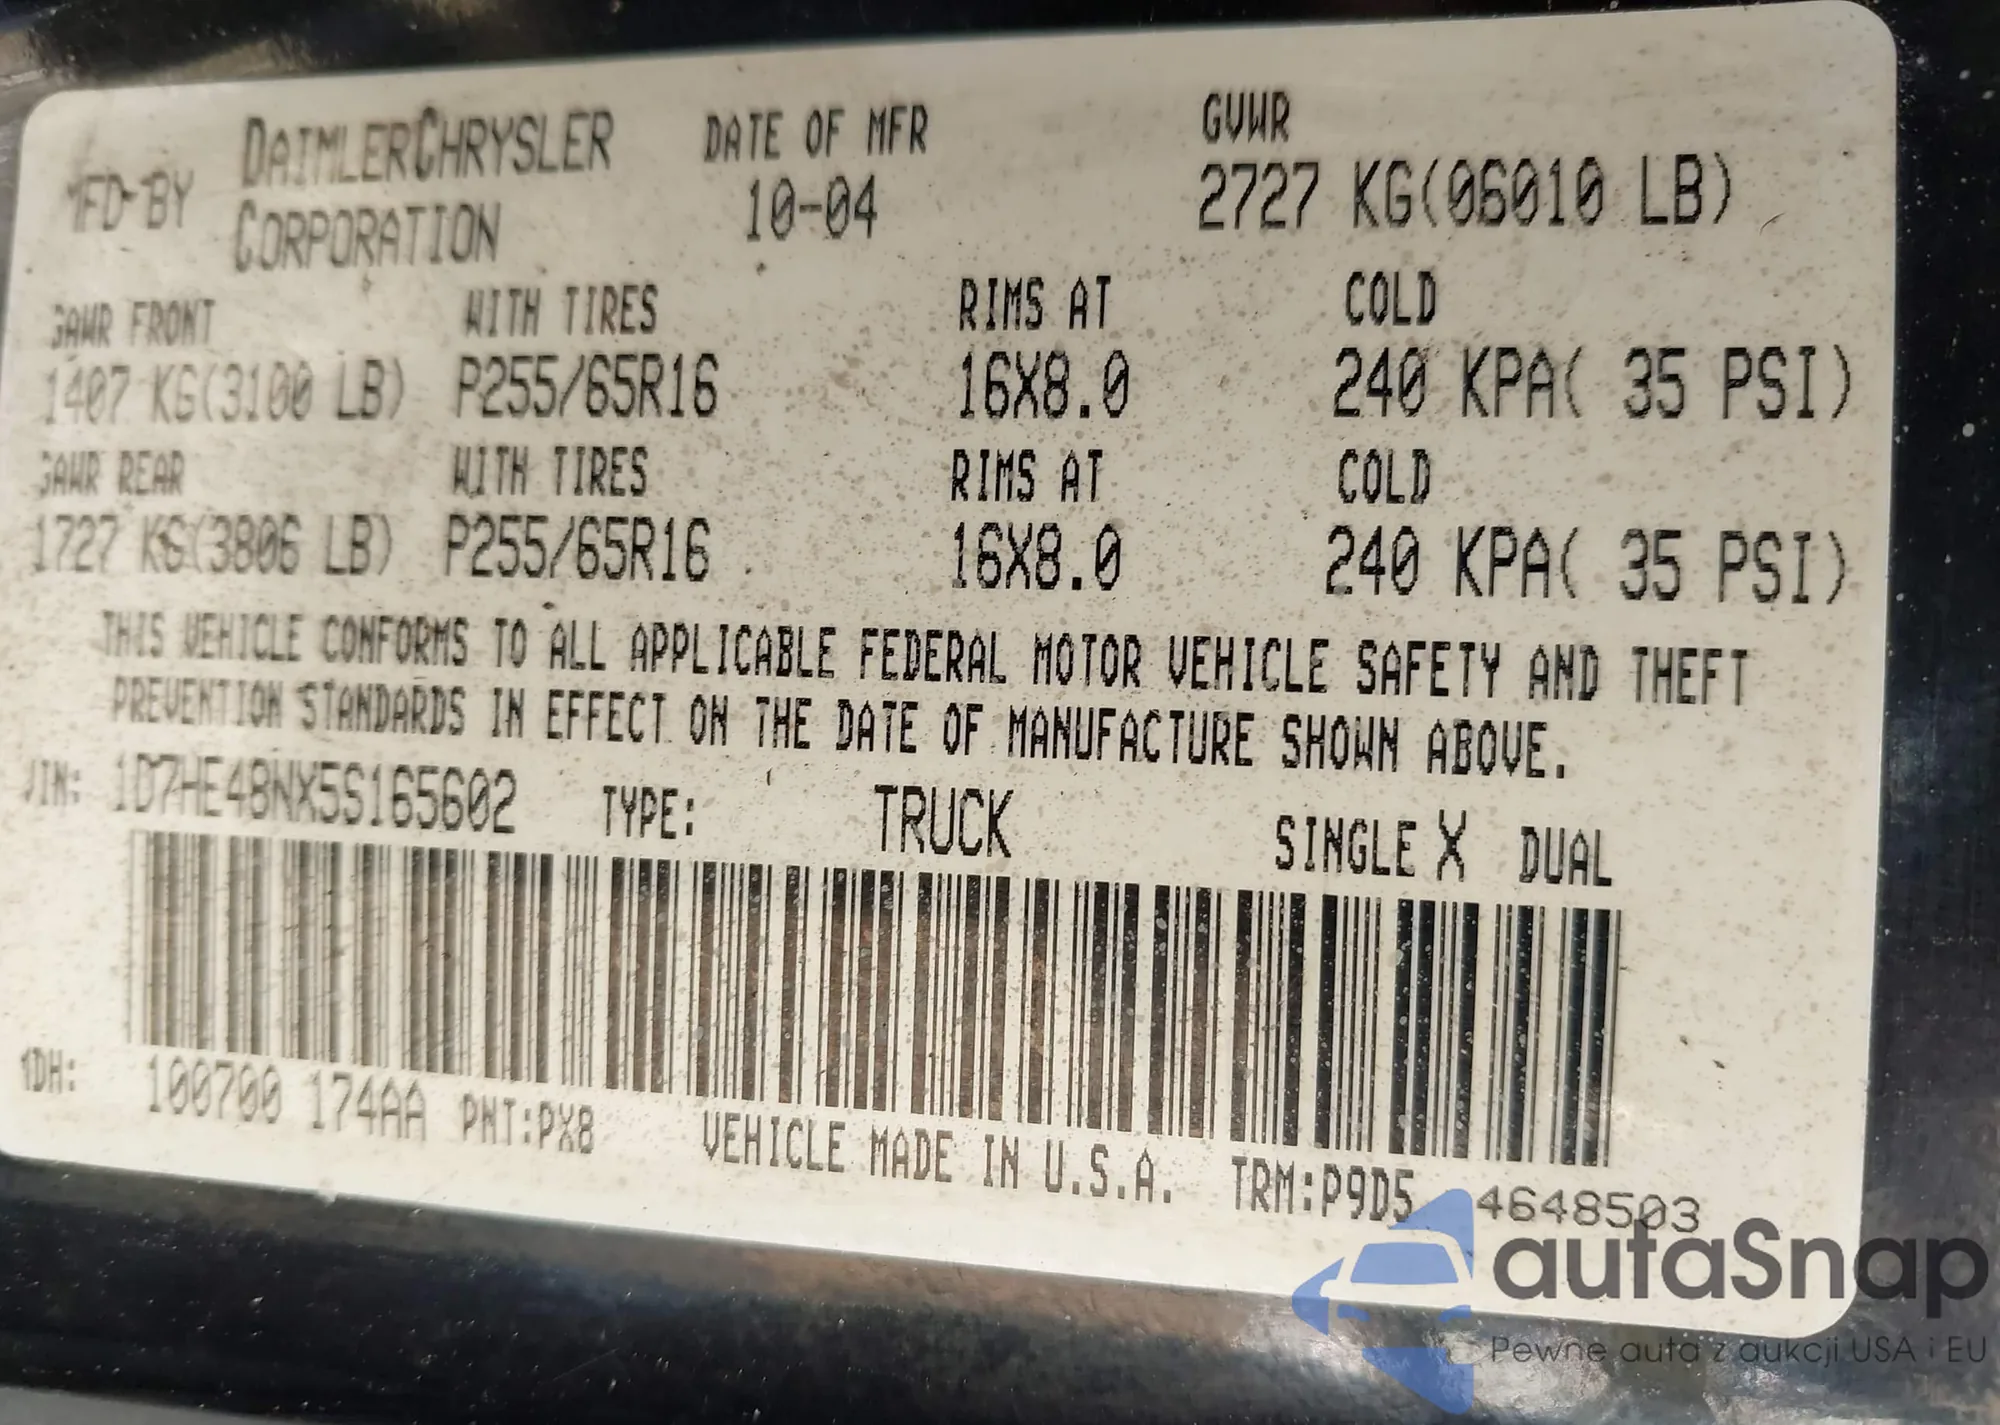 MFD BY DAIMLERCHRYSLER CORPORATION DATE OF MFR 10-04 GVWR 2727 KG(06010 LB)
GAWR FRONT WITH TIRES RIMS AT COLD
1407 KG(3100 LB) P255/65R16 16X8.0 240 KPA( 35 PSI)
GAWR REAR WITH TIRES RIMS AT COLD
1727 KG(3806 LB) P255/65R16 16X8.0 240 KPA( 35 PSI)
THIS VEHICLE CONFORMS TO ALL APPLICABLE FEDERAL MOTOR VEHICLE SAFETY AND THEFT
PREVENTION STANDARDS IN EFFECT ON THE DATE OF MANUFACTURE SHOWN ABOVE.
VIN: 1D7HE48NX5S165602 TYPE: TRUCK SINGLE X DUAL
MDH: 100700 174AA PNT:PX8 VEHICLE MADE IN U.S.A. TRM:P9D5 4648503
autaSnap
Pewne auta z aukcji USA i EU